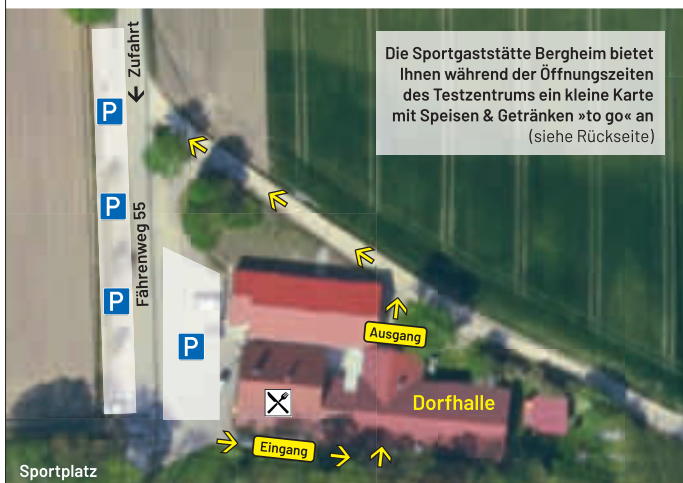 Die Sportgaststätte Bergheim bietet
Ihnen während der Öffnungszeiten
des Testzentrums ein kleine Karte
mit Speisen & Getränken »to go« an
(siehe Rückseite)
Zufahrt
P
P
Fährenweg 55
P
P
Ausgang
Dorfhalle
Eingang
Sportplatz